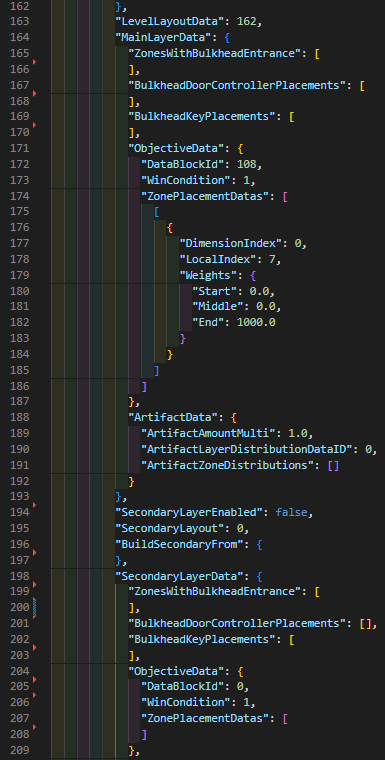 162 },
163 "LevelLayoutData": 162,
164 "MainLayerData": {
165 "ZonesWithBulkheadEntrance": [
166 ],
167 "BulkheadDoorControllerPlacements": [
168 ],
169 "BulkheadKeyPlacements": [
170 ],
171 "ObjectiveData": {
172 "DataBlockId": 108,
173 "WinCondition": 1,
174 "ZonePlacementDatas": [
175 [
176 {
177 "DimensionIndex": 0,
178 "LocalIndex": 7,
179 "Weights": {
180 "Start": 0.0,
181 "Middle": 0.0,
182 "End": 1000.0
183 }
184 }
185 ]
186 ]
187 },
188 "ArtifactData": {
189 "ArtifactAmountMulti": 1.0,
190 "ArtifactLayerDistributionDataID": 0,
191 "ArtifactZoneDistributions": []
192 }
193 },
194 "SecondaryLayerEnabled": false,
195 "SecondaryLayout": 0,
196 "BuildSecondaryFrom": {
197 },
198 "SecondaryLayerData": {
199 "ZonesWithBulkheadEntrance": [
200 ],
201 "BulkheadDoorControllerPlacements": [],
202 "BulkheadKeyPlacements": [
203 ],
204 "ObjectiveData": {
205 "DataBlockId": 0,
206 "WinCondition": 1,
207 "ZonePlacementDatas": [
208 ]
209 },